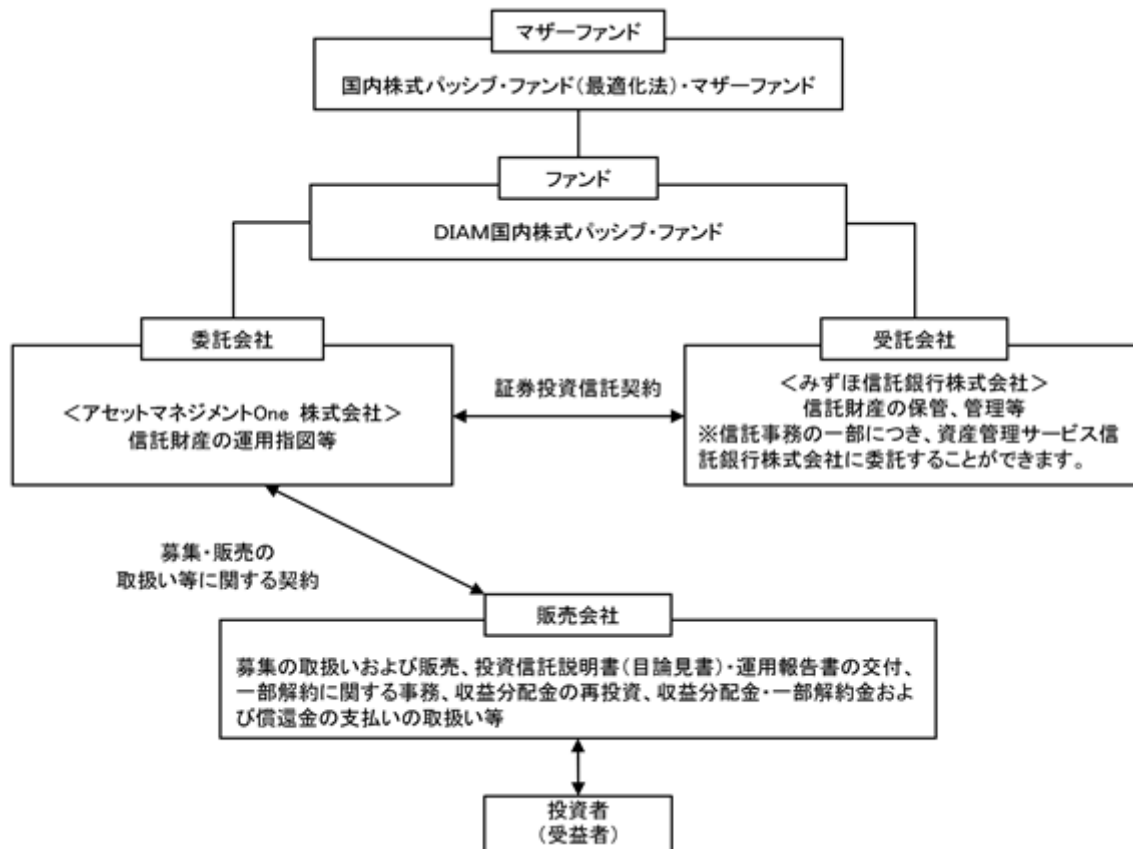 マザーファンド
国内株式パッシブ・ファンド(最適化法)・マザーファンド
ファンド
DIAM国内株式パッシブ・ファンド
委託会社
＜アセットマネジメントOne 株式会社＞
信託財産の運用指図等
証券投資信託契約
受託会社
＜みずほ信託銀行株式会社＞
信託財産の保管、管理等
※信託事務の一部につき、資産管理サービス信
託銀行株式会社に委託することができます。
募集・販売の
取扱い等に関する契約
販売会社
募集の取扱いおよび販売、投資信託説明書(目論見書)・運用報告書の交付、
一部解約に関する事務、収益分配金の再投資、収益分配金・一部解約金およ
び償還金の支払いの取扱い等
投資者
(受益者)